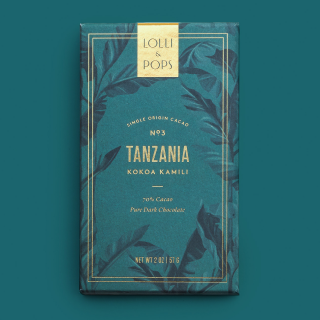 LOLLI
&
POPS
SINGLE ORIGIN CACAO
Nº3
TANZANIA
KOKOA KAMILI
70% Cacao
Pure Dark Chocolate
NET WT 2 OZ | 57 G